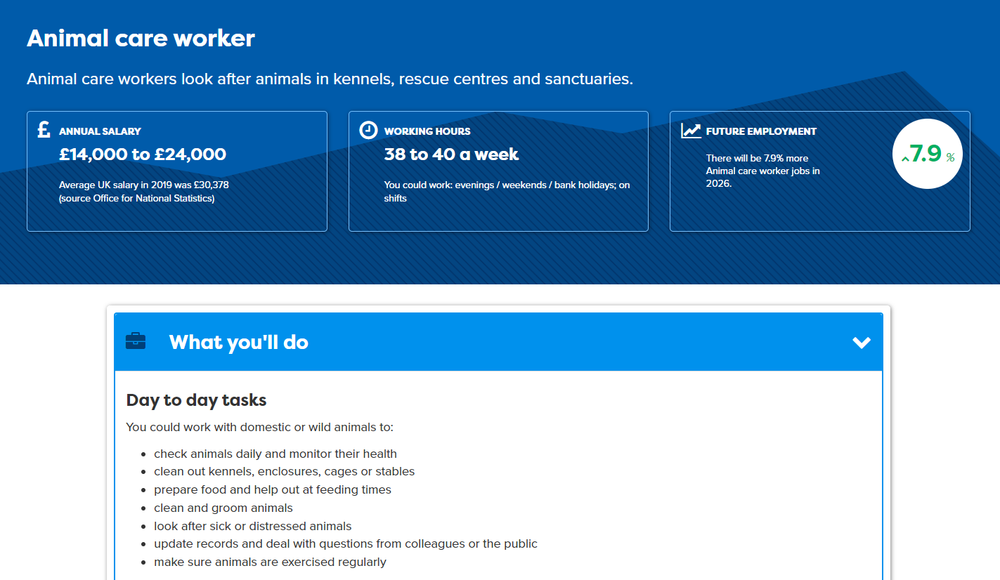 Animal care worker
Animal care workers look after animals in kennels, rescue centres and sanctuaries.
£ ANNUAL SALARY
£14,000 to £24,000
Average UK salary in 2019 was £30,378
(source Office for National Statistics)
WORKING HOURS
38 to 40 a week
You could work: evenings / weekends / bank holidays; on
shifts
FUTURE EMPLOYMENT
There will be 7.9% more
Animal care worker jobs in
2026.
7.9 %
What you'll do
Day to day tasks
You could work with domestic or wild animals to:
• check animals daily and monitor their health
• clean out kennels, enclosures, cages or stables
• prepare food and help out at feeding times
• clean and groom animals
• look after sick or distressed animals
• update records and deal with questions from colleagues or the public
• make sure animals are exercised regularly